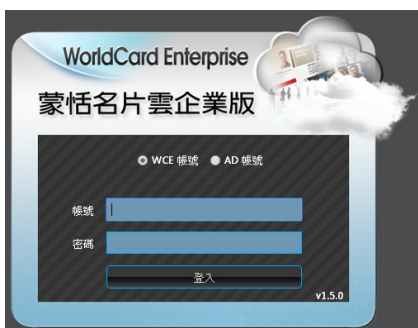 WorldCard Enterprise
蒙恬名片雲企業版
WCE 帳號 AD 帳號
帳號
密碼
登入
v1.5.0